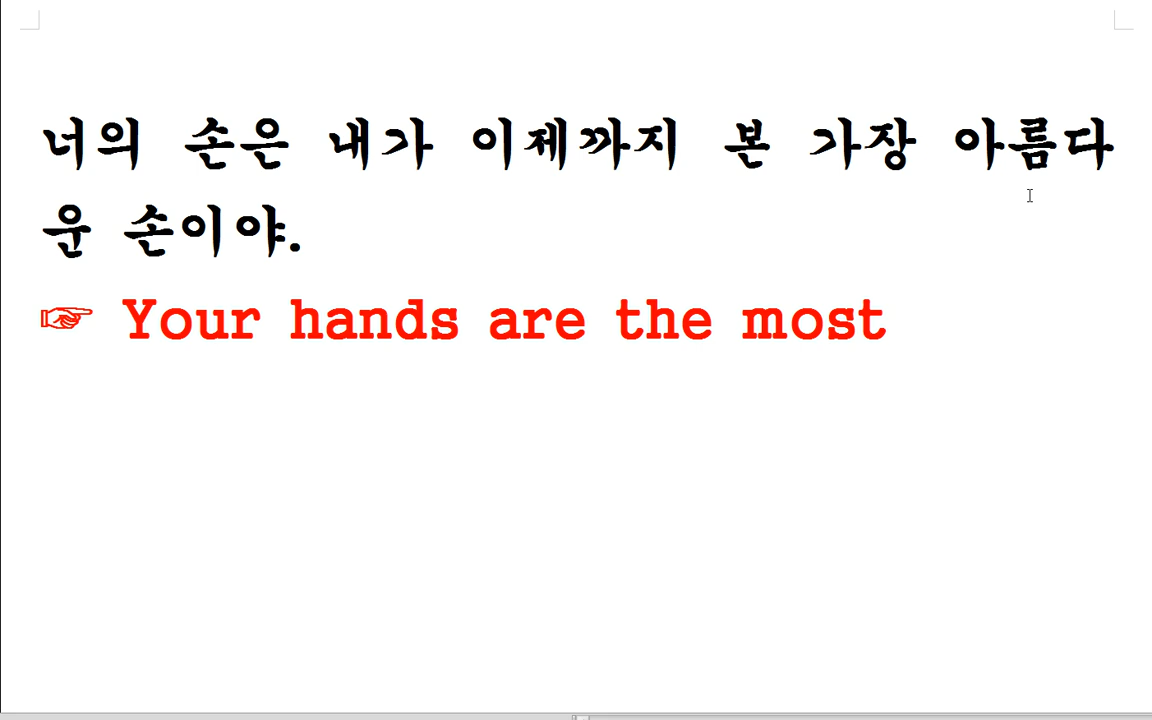 너의 손은 내가 이제까지 본 가장 아름다
운 손이야.
☞ Your hands are the most